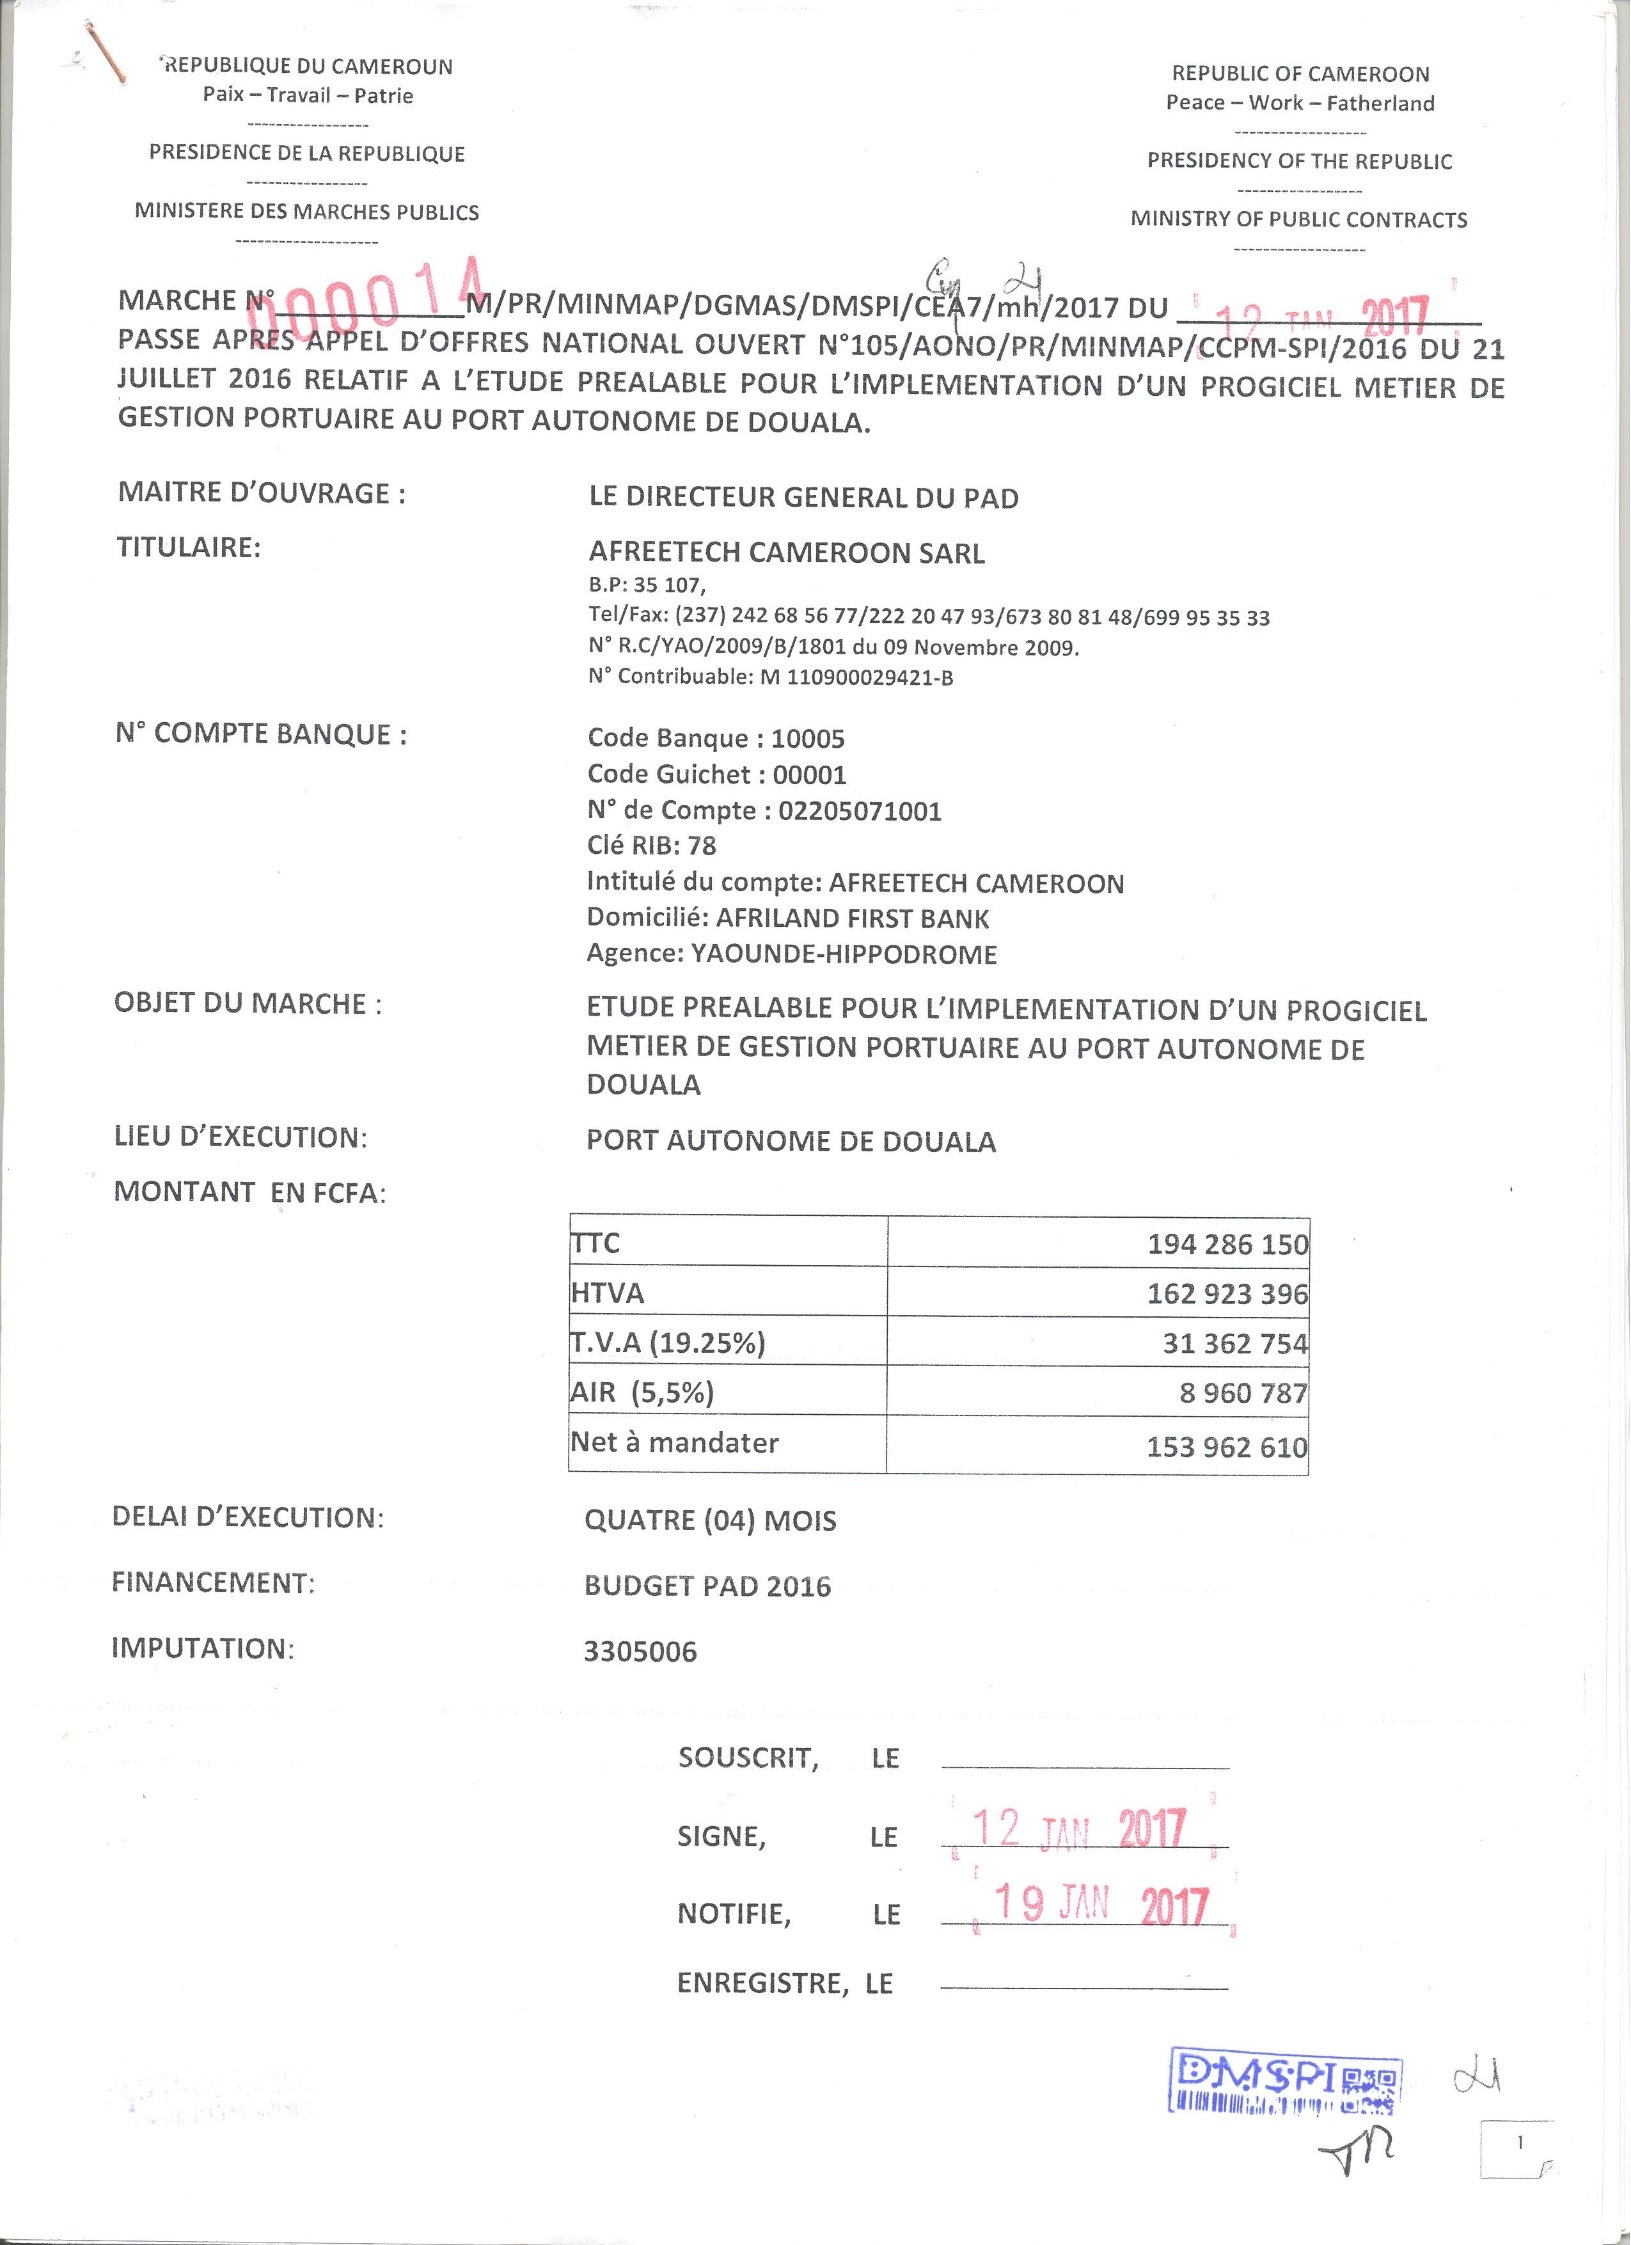 REPUBLIQUE DU CAMEROUN
Paix – Travail – Patrie
-----------------
PRESIDENCE DE LA REPUBLIQUE
-----------------
MINISTERE DES MARCHES PUBLICS
--------------------
REPUBLIC OF CAMEROON
Peace – Work – Fatherland
------------------
PRESIDENCY OF THE REPUBLIC
-----------------
MINISTRY OF PUBLIC CONTRACTS
------------------
MARCHE N° 000014 M/PR/MINMAP/DGMAS/DMSPI/CEA7/mh/2017 DU 12 JAN 2017
PASSE APRES APPEL D’OFFRES NATIONAL OUVERT N°105/AONO/PR/MINMAP/CCPM-SPI/2016 DU 21
JUILLET 2016 RELATIF A L’ETUDE PREALABLE POUR L’IMPLEMENTATION D’UN PROGICIEL METIER DE
GESTION PORTUAIRE AU PORT AUTONOME DE DOUALA.
MAITRE D’OUVRAGE : LE DIRECTEUR GENERAL DU PAD
TITULAIRE: AFREETECH CAMEROON SARL
B.P: 35 107,
Tel/Fax: (237) 242 68 56 77/222 20 47 93/673 80 81 48/699 95 35 33
N° R.C/YAO/2009/B/1801 du 09 Novembre 2009.
N° Contribuable: M 110900029421-B
N° COMPTE BANQUE : Code Banque : 10005
Code Guichet : 00001
N° de Compte : 02205071001
Clé RIB: 78
Intitulé du compte: AFREETECH CAMEROON
Domicilié: AFRILAND FIRST BANK
Agence: YAOUNDE-HIPPODROME
OBJET DU MARCHE : ETUDE PREALABLE POUR L’IMPLEMENTATION D’UN PROGICIEL
METIER DE GESTION PORTUAIRE AU PORT AUTONOME DE
DOUALA
LIEU D’EXECUTION: PORT AUTONOME DE DOUALA
MONTANT EN FCFA:
TTC 194 286 150
HTVA 162 923 396
T.V.A (19.25%) 31 362 754
AIR (5,5%) 8 960 787
Net à mandater 153 962 610
DELAI D’EXECUTION: QUATRE (04) MOIS
FINANCEMENT: BUDGET PAD 2016
IMPUTATION: 3305006
SOUSCRIT, LE
SIGNE, LE 12 JAN 2017
NOTIFIE, LE 19 JAN 2017
ENREGISTRE, LE
DMSPI
1